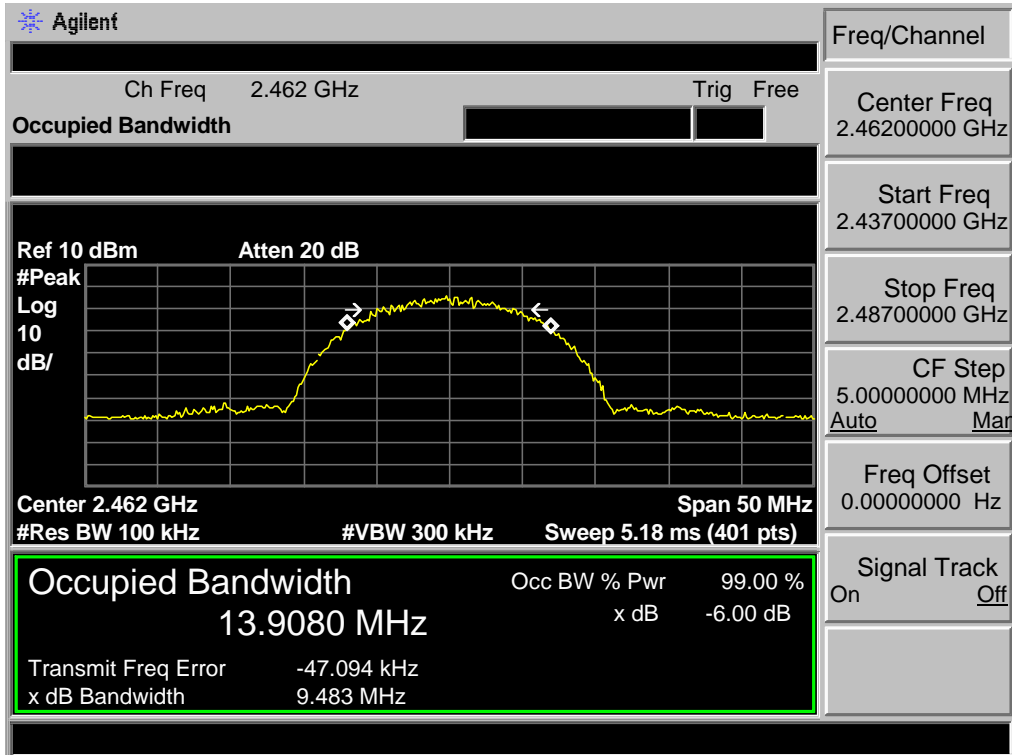 Agilent
Ch Freq 2.462 GHz Trig Free
Occupied Bandwidth
Ref 10 dBm Atten 20 dB
#Peak
Log
10
dB/
Center 2.462 GHz Span 50 MHz
#Res BW 100 kHz #VBW 300 kHz Sweep 5.18 ms (401 pts)
Occupied Bandwidth Occ BW % Pwr 99.00 %
13.9080 MHz x dB -6.00 dB
Transmit Freq Error -47.094 kHz
x dB Bandwidth 9.483 MHz
Freq/Channel
Center Freq
2.46200000 GHz
Start Freq
2.43700000 GHz
Stop Freq
2.48700000 GHz
CF Step
5.00000000 MHz
Auto Mar
Freq Offset
0.00000000 Hz
Signal Track
On Off